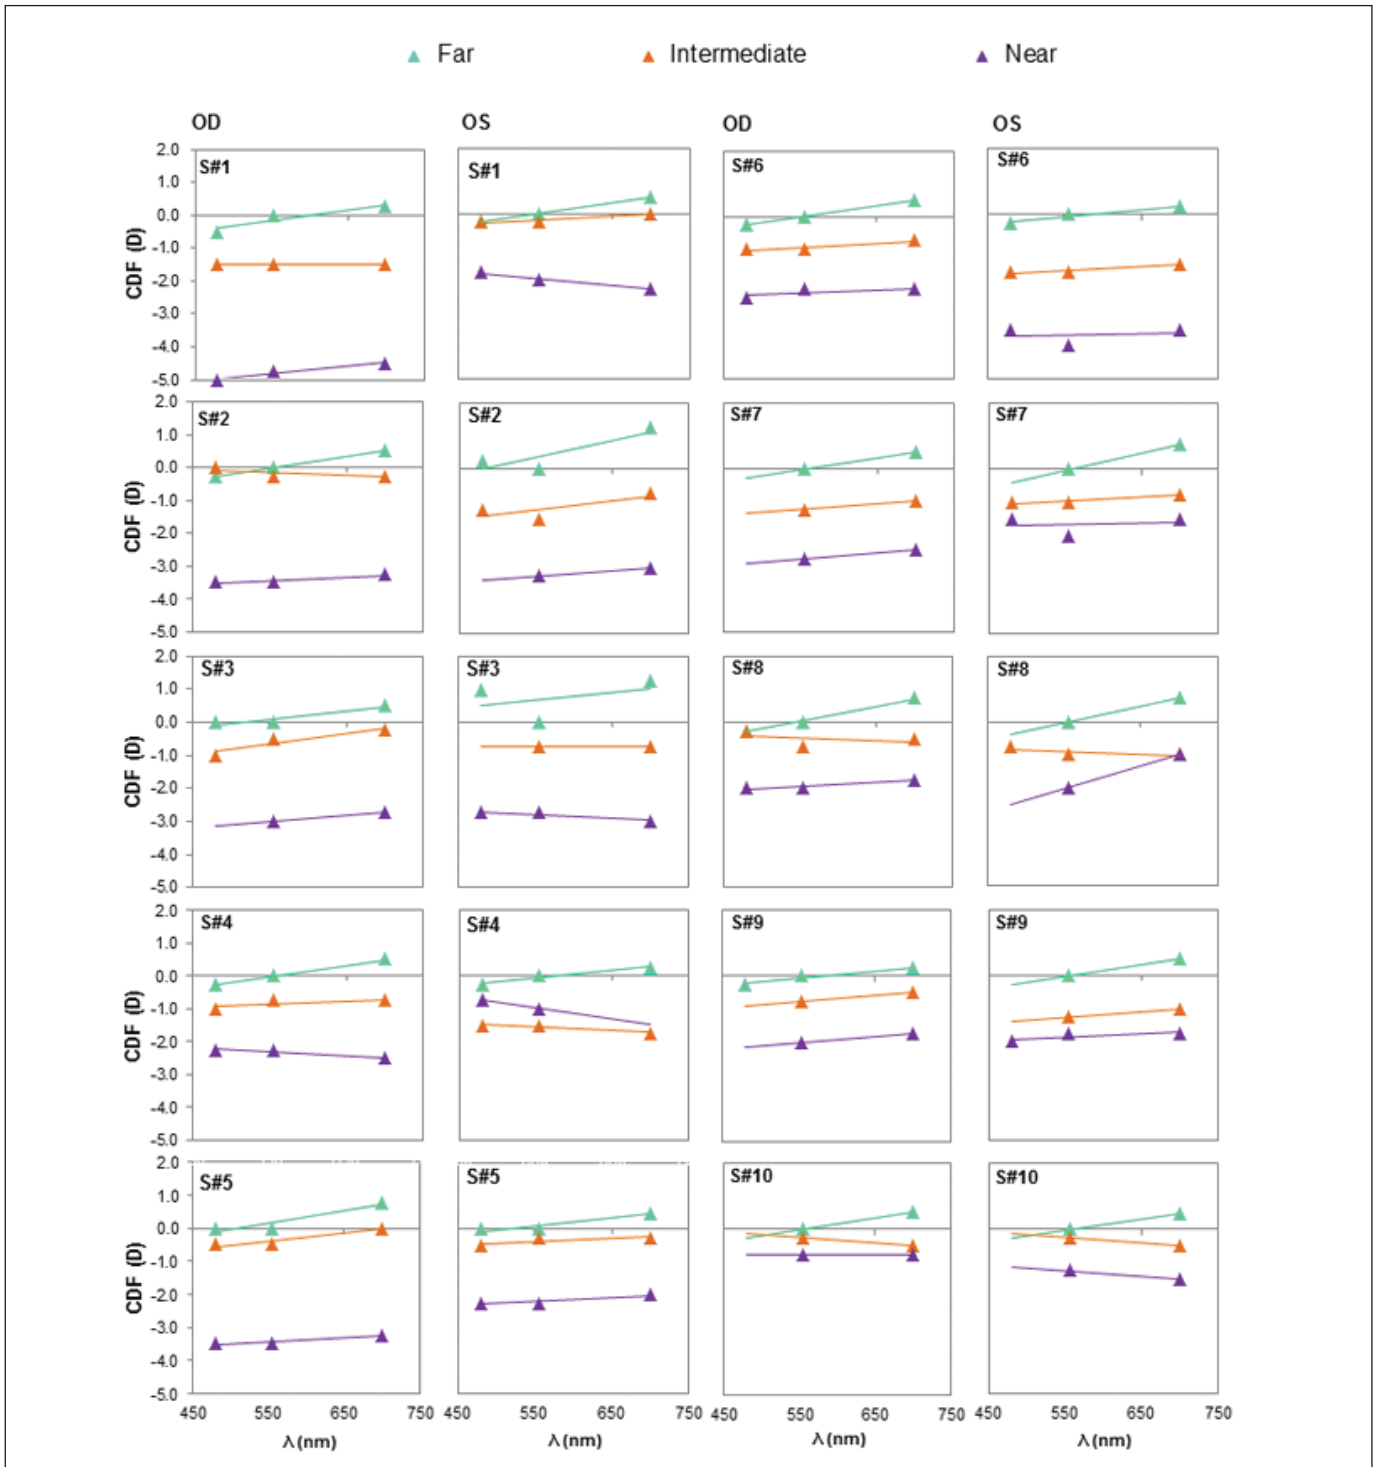 Far Intermediate Near
OD OS OD OS
S#1 S#1 S#6 S#6
2.0
1.0
0.0
-1.0
-2.0
-3.0
-4.0
-5.0
CDF (D)
S#2 S#2 S#7 S#7
2.0
1.0
0.0
-1.0
-2.0
-3.0
-4.0
-5.0
CDF (D)
S#3 S#3 S#8 S#8
2.0
1.0
0.0
-1.0
-2.0
-3.0
-4.0
-5.0
CDF (D)
S#4 S#4 S#9 S#9
2.0
1.0
0.0
-1.0
-2.0
-3.0
-4.0
-5.0
CDF (D)
S#5 S#5 S#10 S#10
2.0
1.0
0.0
-1.0
-2.0
-3.0
-4.0
-5.0
CDF (D)
450 550 650 750 450 550 650 750 450 550 650 750 450 550 650 750
λ(nm) λ(nm) λ(nm) λ(nm)